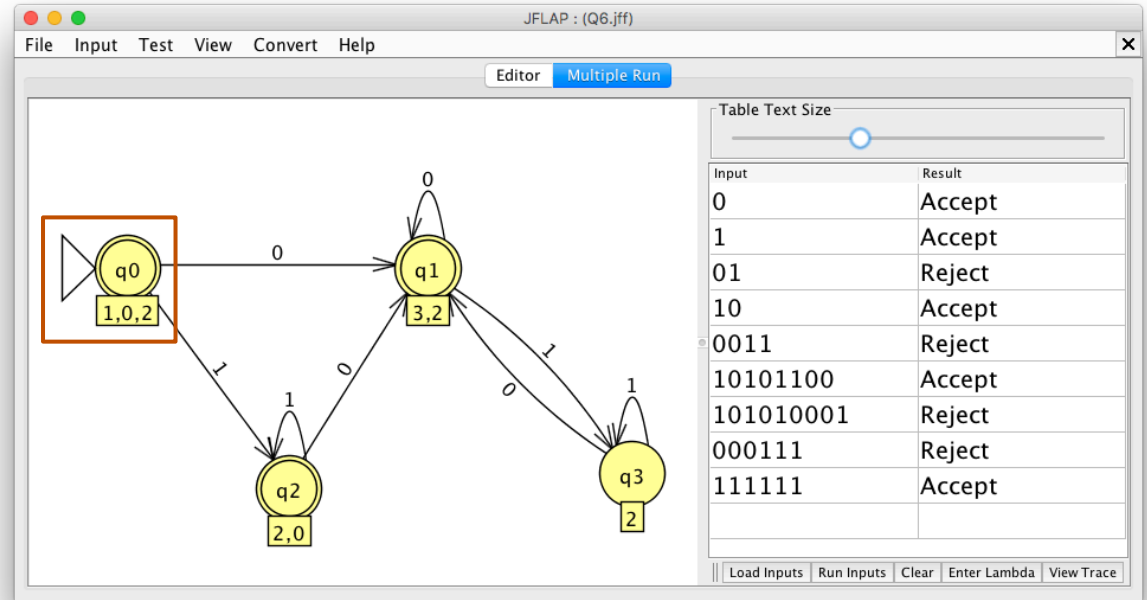 JFLAP : (Q6.jff)
File Input Test View Convert Help
Editor Multiple Run
Table Text Size
Input Result
0 Accept
1 Accept
01 Reject
10 Accept
0011 Reject
10101100 Accept
101010001 Reject
000111 Reject
111111 Accept
Load Inputs Run Inputs Clear Enter Lambda View Trace
0
q0
1,0,2
0
q1
3,2
1
0
1
0
1
q2
2,0
1
q3
2